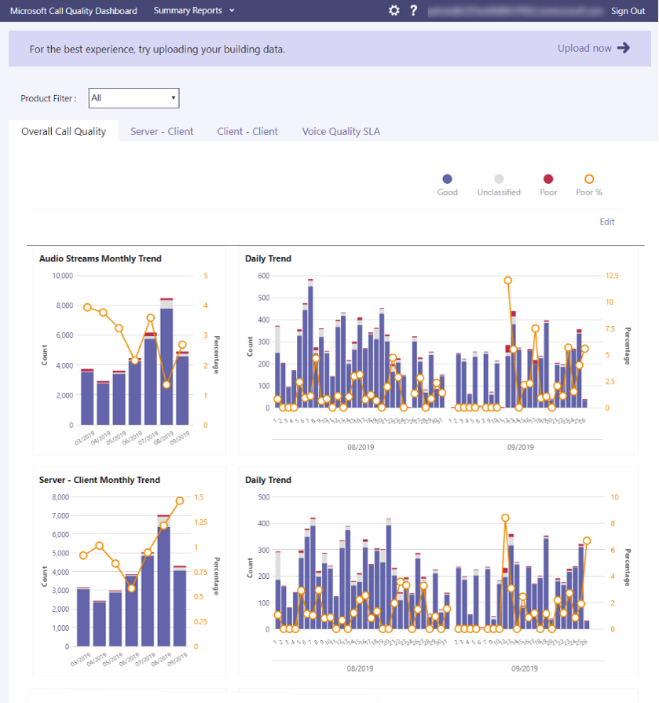 Microsoft Call Quality Dashboard Summary Reports ? Sign Out
For the best experience, try uploading your building data. Upload now
Product Filter : All
Overall Call Quality Server - Client Client - Client Voice Quality SLA
Good Unclassified Poor Poor %
Edit
Audio Streams Monthly Trend
10,000
8,000
6,000
4,000
2,000
0
Count
5
4
3
2
1
0
Percentage
03/2019 04/2019 05/2019 06/2019 07/2019 08/2019 09/2019
Daily Trend
600
500
400
300
200
100
0
Count
12.5
10
7.5
5
2.5
0
Percentage
08/2019 09/2019
Server - Client Monthly Trend
8,000
7,000
6,000
5,000
4,000
3,000
2,000
1,000
0
Count
1.5
1.25
1
0.75
0.5
0.25
0
Percentage
03/2019 04/2019 05/2019 06/2019 07/2019 08/2019 09/2019
Daily Trend
500
400
300
200
100
0
Count
10
8
6
4
2
0
Percentage
08/2019 09/2019